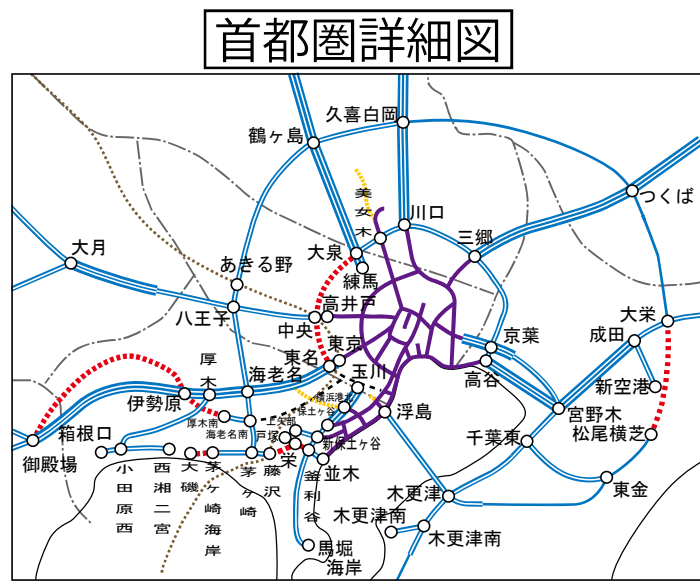 首都圏詳細図
久喜白岡
鶴ヶ島
つくば
美女木
川口
三郷
大月
大泉
あきる野
練馬
高井戸
八王子
中央
大栄
東京
京葉
成田
東名
厚木
玉川
高谷
海老名
新空港
横浜港北
伊勢原
保土ヶ谷
浮島
宮野木
厚木南
上矢部
松尾横芝
箱根口
海老名南
戸塚
新保土ヶ谷
千葉東
御殿場
栄
並木
小田原西
西湘二宮
大磯
茅ヶ崎海岸
茅ヶ崎
藤沢
釜利谷
木更津
東金
木更津南
木更津南
馬堀
海岸